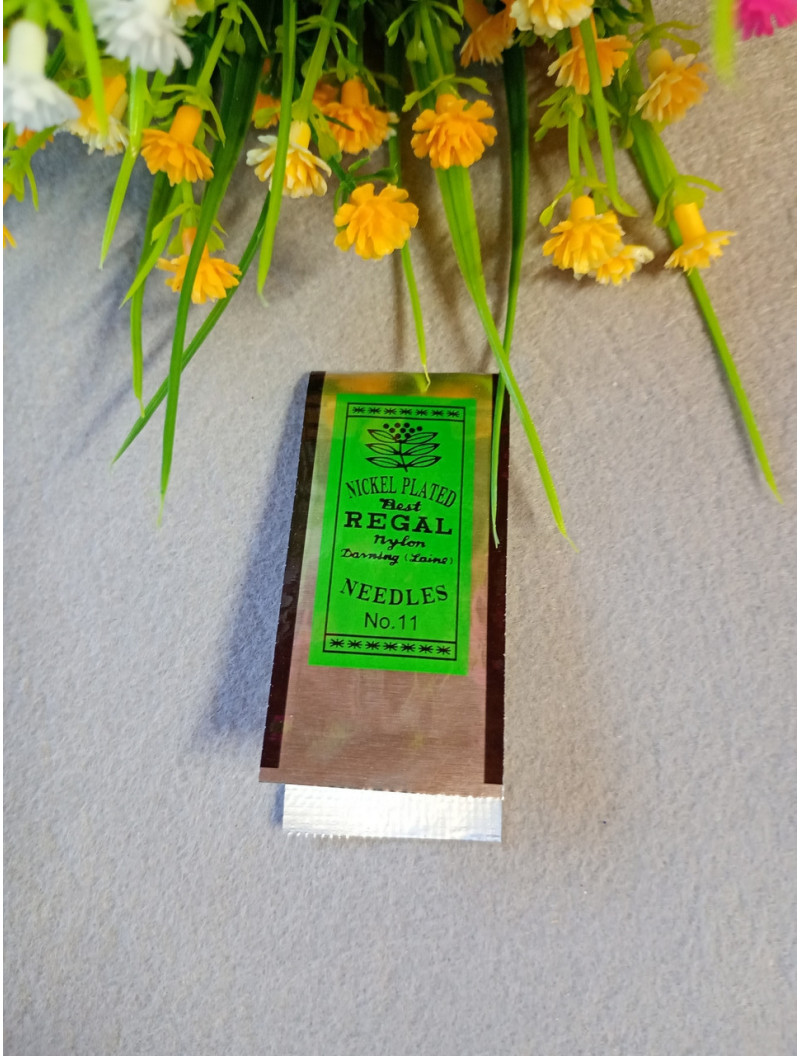 NICKEL PLATED
Best
REGAL
Nylon
Darning (Laine)
NEEDLES
No.11